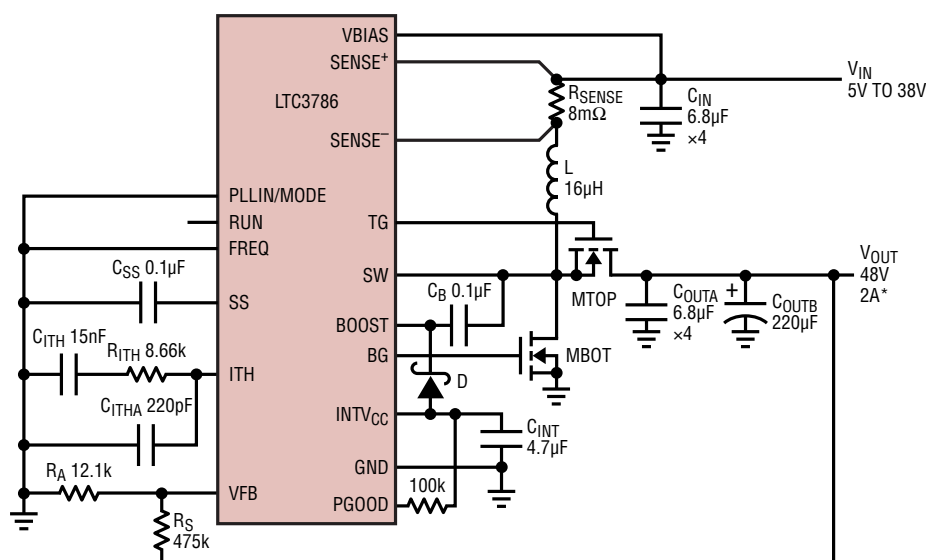 VBIAS
SENSE+
LTC3786
SENSE–
PLLIN/MODE
RUN
FREQ
SS
ITH
VFB
TG
SW
BOOST
BG
INTVCC
GND
PGOOD
CSS 0.1µF
CITH 15nF
RITH 8.66k
CITHA 220pF
RA 12.1k
RS
475k
RSENSE
8mΩ
CIN
6.8µF
×4
VIN
5V TO 38V
L
16µH
CB 0.1µF
MTOP
MBOT
D
CINT
4.7µF
100k
COUTA
6.8µF
×4
+
COUTB
220µF
VOUT
48V
2A*